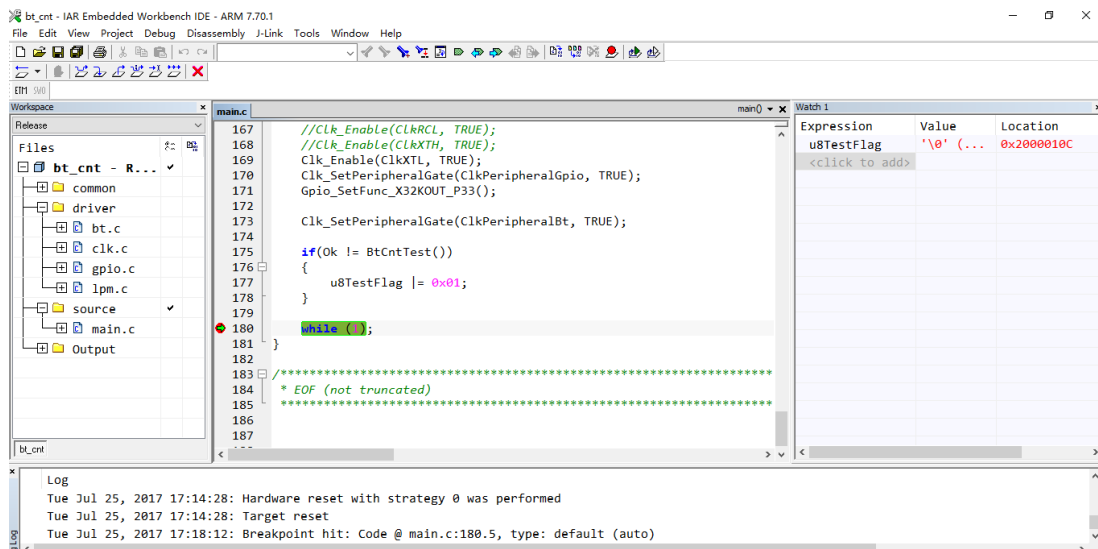 bt_cnt - IAR Embedded Workbench IDE - ARM 7.70.1
File Edit View Project Debug Disassembly J-Link Tools Window Help
ETM SWO
Workspace
Release
Files
bt_cnt - R...
common
driver
bt.c
clk.c
gpio.c
lpm.c
source
main.c
Output
bt_cnt
main.c
main()
167 //Clk_Enable(ClkRCL, TRUE);
168 //Clk_Enable(ClkXTH, TRUE);
169 Clk_Enable(ClkXTL, TRUE);
170 Clk_SetPeripheralGate(ClkPeripheralGpio, TRUE);
171 Gpio_SetFunc_X32KOUT_P33();
172
173 Clk_SetPeripheralGate(ClkPeripheralBt, TRUE);
174
175 if(Ok != BtCntTest())
176 {
177 u8TestFlag |= 0x01;
178 }
179
180 while (1);
181 }
182
183 /********************************************************************
184 * EOF (not truncated)
185 ********************************************************************
186
187
Watch 1
Expression Value Location
u8TestFlag '\0' (... 0x2000010C
<click to add>
Log
Tue Jul 25, 2017 17:14:28: Hardware reset with strategy 0 was performed
Tue Jul 25, 2017 17:14:28: Target reset
Tue Jul 25, 2017 17:18:12: Breakpoint hit: Code @ main.c:180.5, type: default (auto)